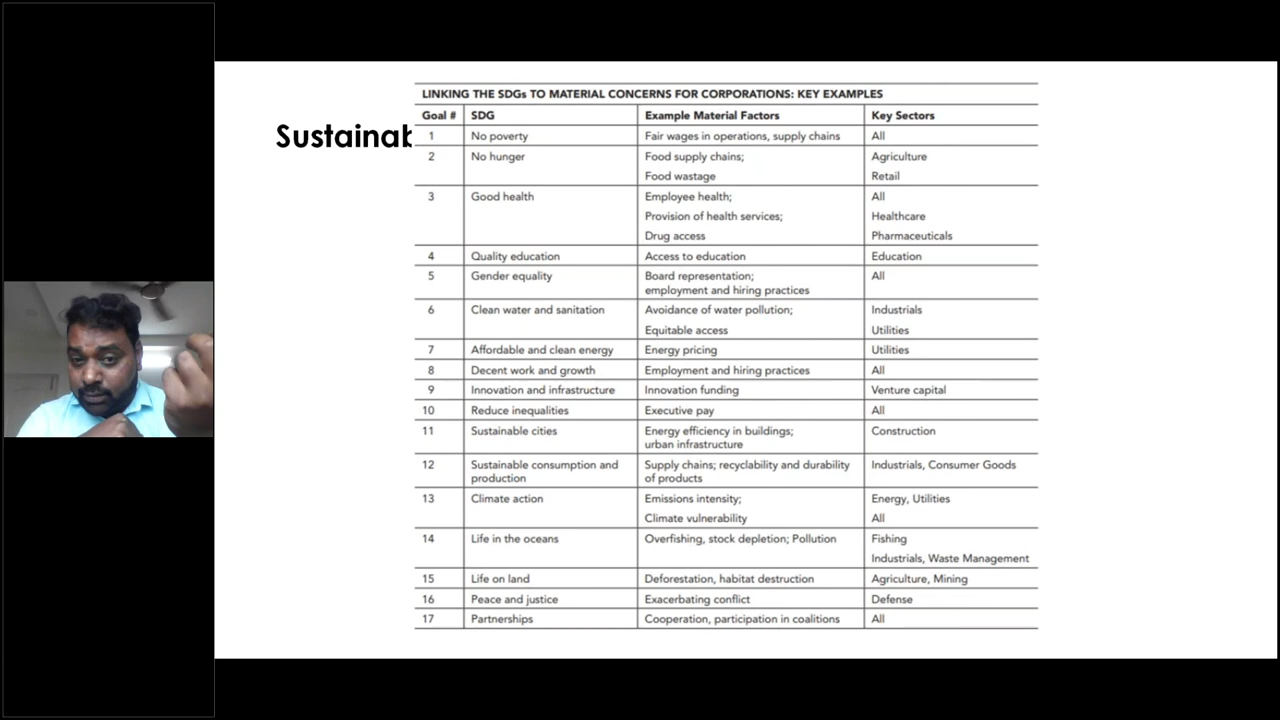 Sustainab
LINKING THE SDGs TO MATERIAL CONCERNS FOR CORPORATIONS: KEY EXAMPLES
Goal # SDG Example Material Factors Key Sectors
1 No poverty Fair wages in operations, supply chains All
2 No hunger Food supply chains; Agriculture
Food wastage Retail
3 Good health Employee health; All
Provision of health services; Healthcare
Drug access Pharmaceuticals
4 Quality education Access to education Education
5 Gender equality Board representation; All
employment and hiring practices
6 Clean water and sanitation Avoidance of water pollution; Industrials
Equitable access Utilities
7 Affordable and clean energy Energy pricing Utilities
8 Decent work and growth Employment and hiring practices All
9 Innovation and infrastructure Innovation funding Venture capital
10 Reduce inequalities Executive pay All
11 Sustainable cities Energy efficiency in buildings; Construction
urban infrastructure
12 Sustainable consumption and Supply chains; recyclability and durability Industrials, Consumer Goods
production of products
13 Climate action Emissions intensity; Energy, Utilities
Climate vulnerability All
14 Life in the oceans Overfishing, stock depletion; Pollution Fishing
Industrials, Waste Management
15 Life on land Deforestation, habitat destruction Agriculture, Mining
16 Peace and justice Exacerbating conflict Defense
17 Partnerships Cooperation, participation in coalitions All